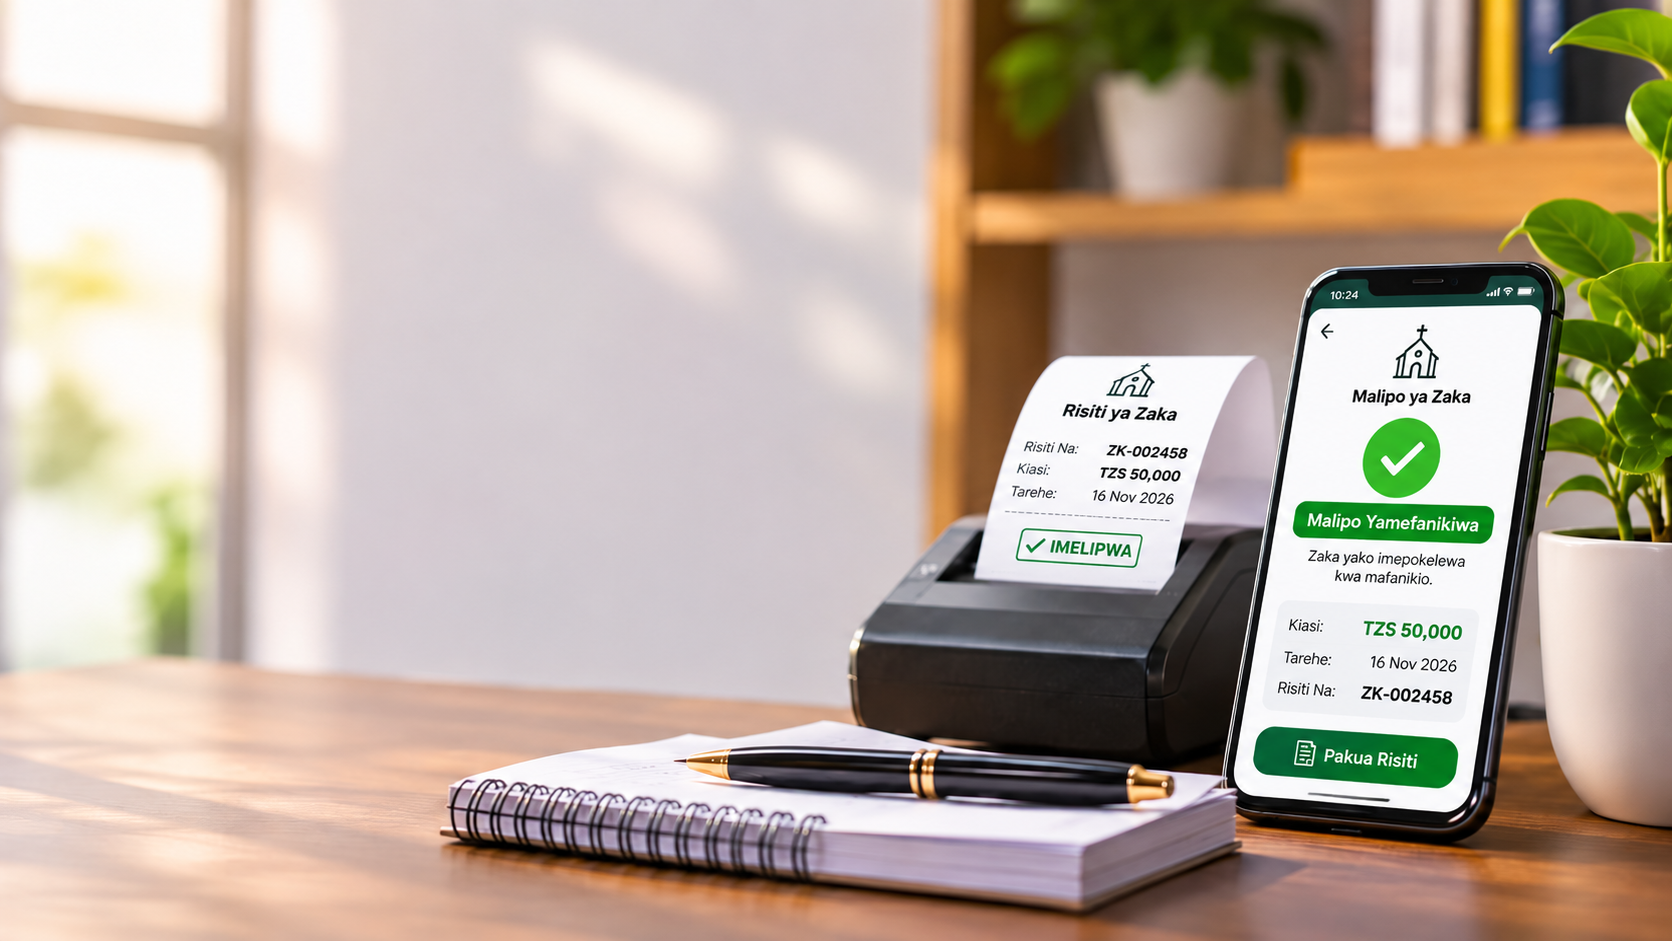 Risiti ya Zaka
Risiti Na: ZK-002458
Kiasi: TZS 50,000
Tarehe: 16 Nov 2026
IMELIPWA
10:24
Malipo ya Zaka
Malipo Yamefanikiwa
Zaka yako imepokelewa
kwa mafanikio.
Kiasi: TZS 50,000
Tarehe: 16 Nov 2026
Risiti Na: ZK-002458
Pakua Risiti